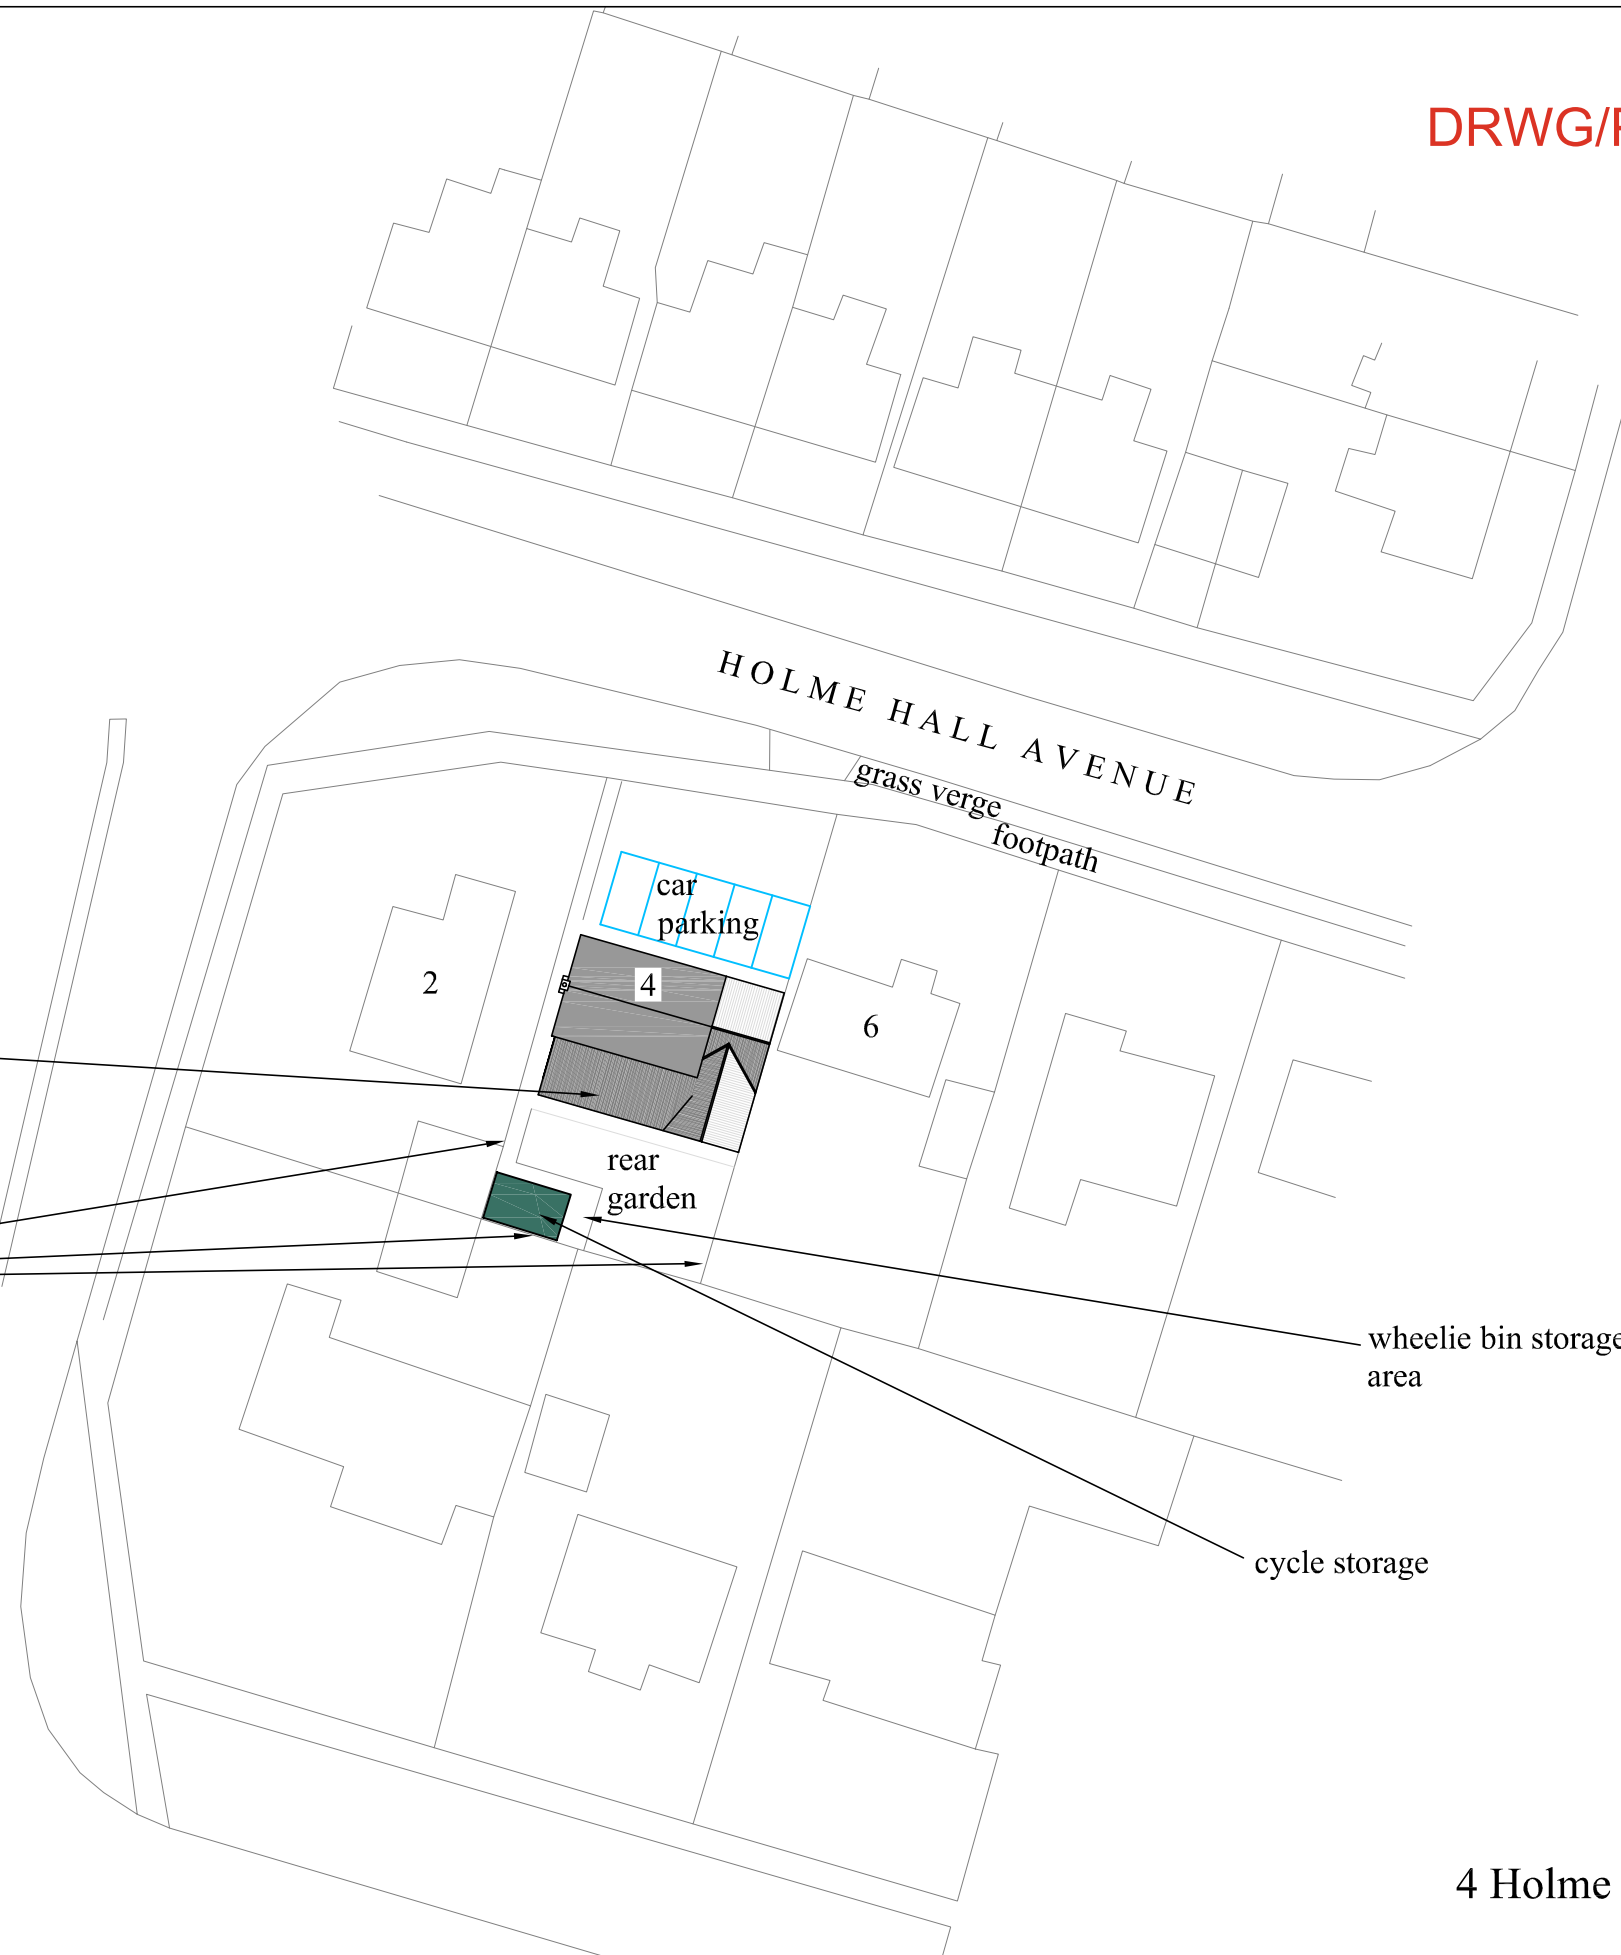 DRWG/
HOLME HALL AVENUE
grass verge
footpath
car
parking
2
4
6
rear
garden
wheelie bin storage
area
cycle storage
4 Holme